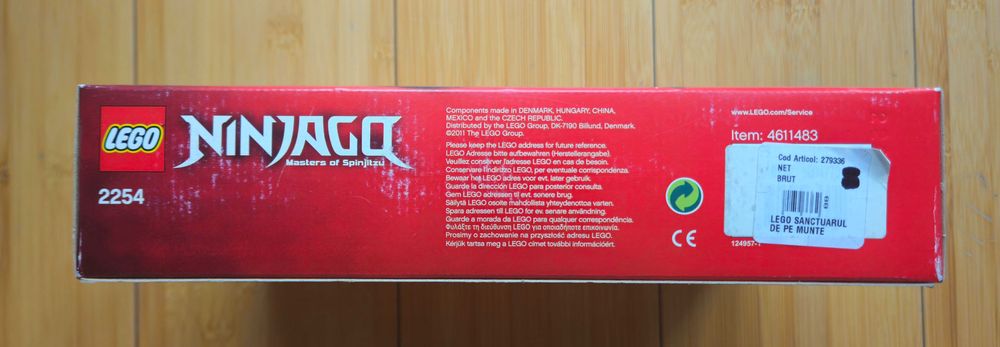 LEGO
NINJAGO
Masters of Spinjitzu
2254
Components made in DENMARK, HUNGARY, CHINA,
MEXICO and the CZECH REPUBLIC.
Distributed by the LEGO Group, DK-7190 Billund, Denmark.
©2011 The LEGO Group.
Please keep the LEGO address for future reference.
LEGO Adresse bitte aufbewahren (Herstellerangabe).
Veuillez conserver l'adresse LEGO en cas de besoin.
Conservare l'indirizzo LEGO, per eventuale corrispondenza.
Bewaar het LEGO adres voor evt. later gebruik.
Guarde la dirección LEGO para posterior consulta.
Gem LEGO adressen til evt. senere brug.
Säilytä LEGO osoite mahdollista yhteydenottoa varten.
Spara adressen till LEGO for ev. senare användning.
Guarde a morada da LEGO para qualquer correspondência.
Φυλάξτε τη διεύθυνση LEGO για οποιαδήποτε επικοινωνία.
Prosimy o zachowanie na przyszłość adresu LEGO.
Kérjük tartsa meg a LEGO címet további információért.
CE
www.LEGO.com/Service
Item: 4611483
Cod Articol: 279336
NET
BRUT
LEGO SANCTUARUL
DE PE MUNTE
124957-1